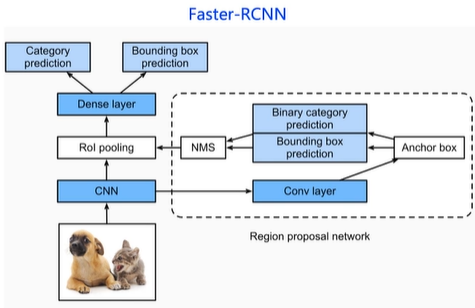 Faster-RCNN
Category
prediction
Bounding box
prediction
Dense layer
RoI pooling
CNN
NMS
Binary category
prediction
Bounding box
prediction
Anchor box
Conv layer
Region proposal network